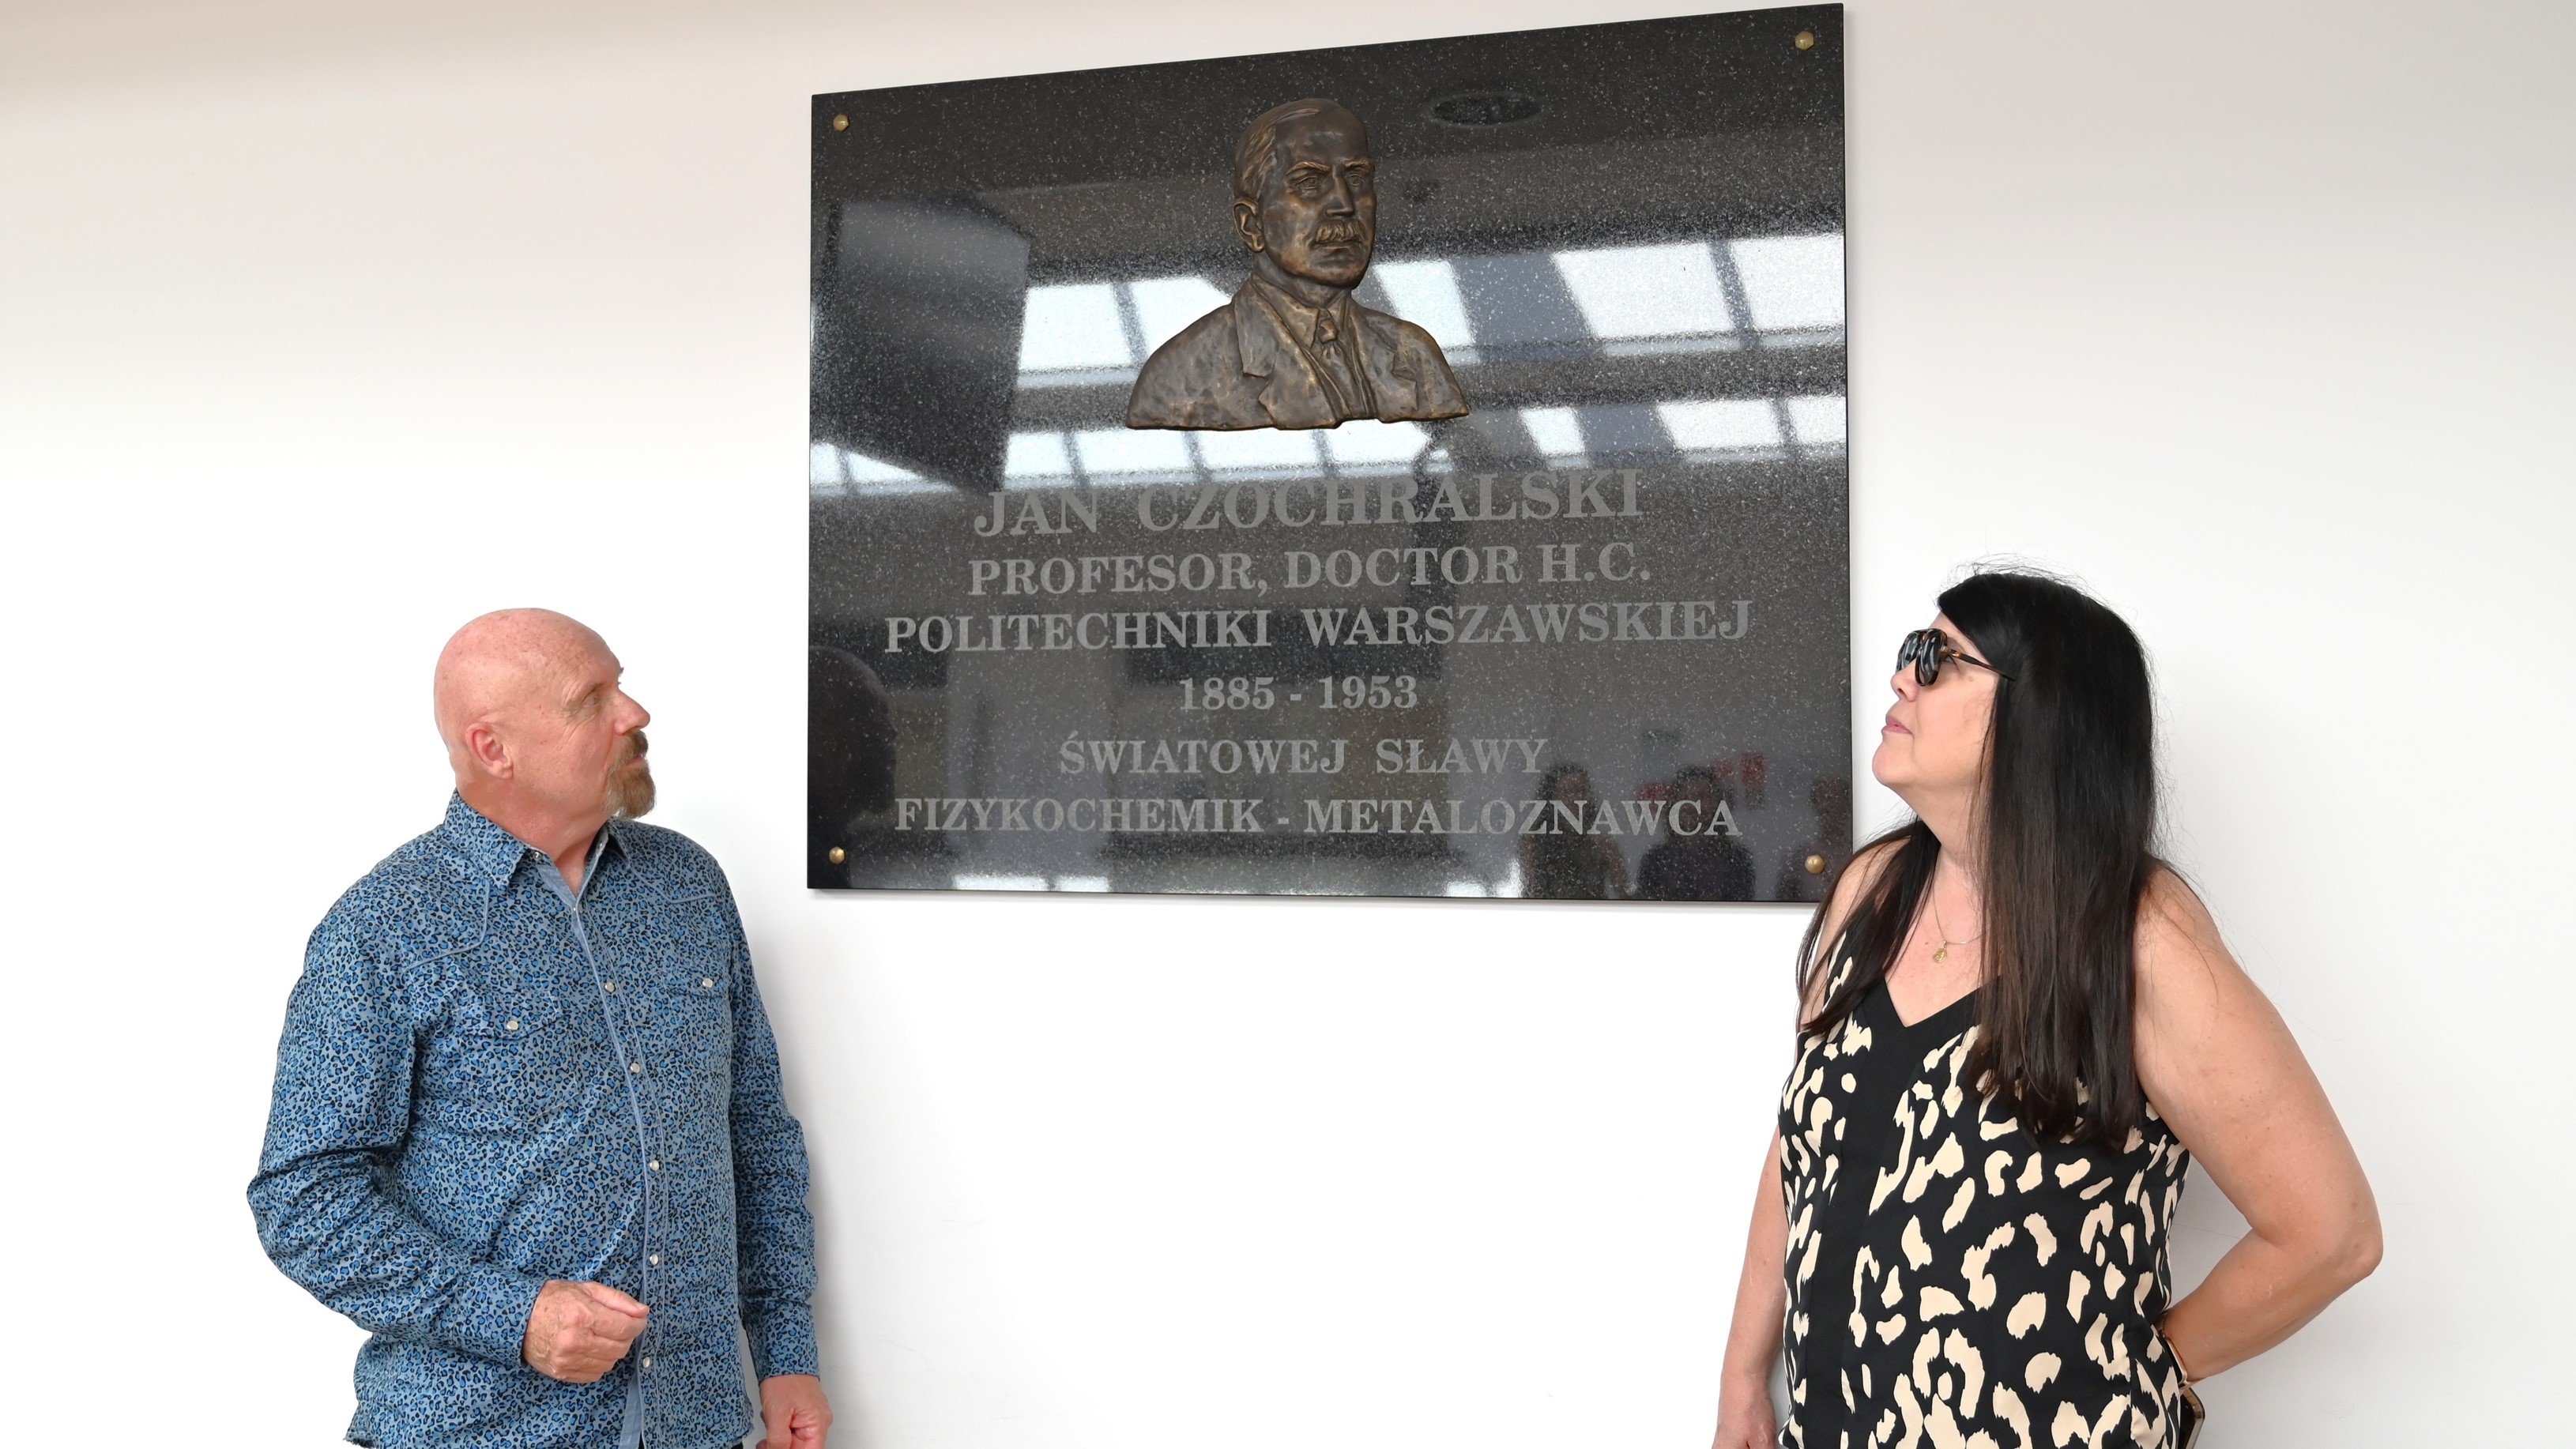 JAN CZOCHRALSKI
PROFESOR, DOCTOR H.C.
POLITECHNIKI WARSZAWSKIEJ
1885 - 1953
ŚWIATOWEJ SŁAWY
FIZYKOCHEMIK - METALOZNAWCA